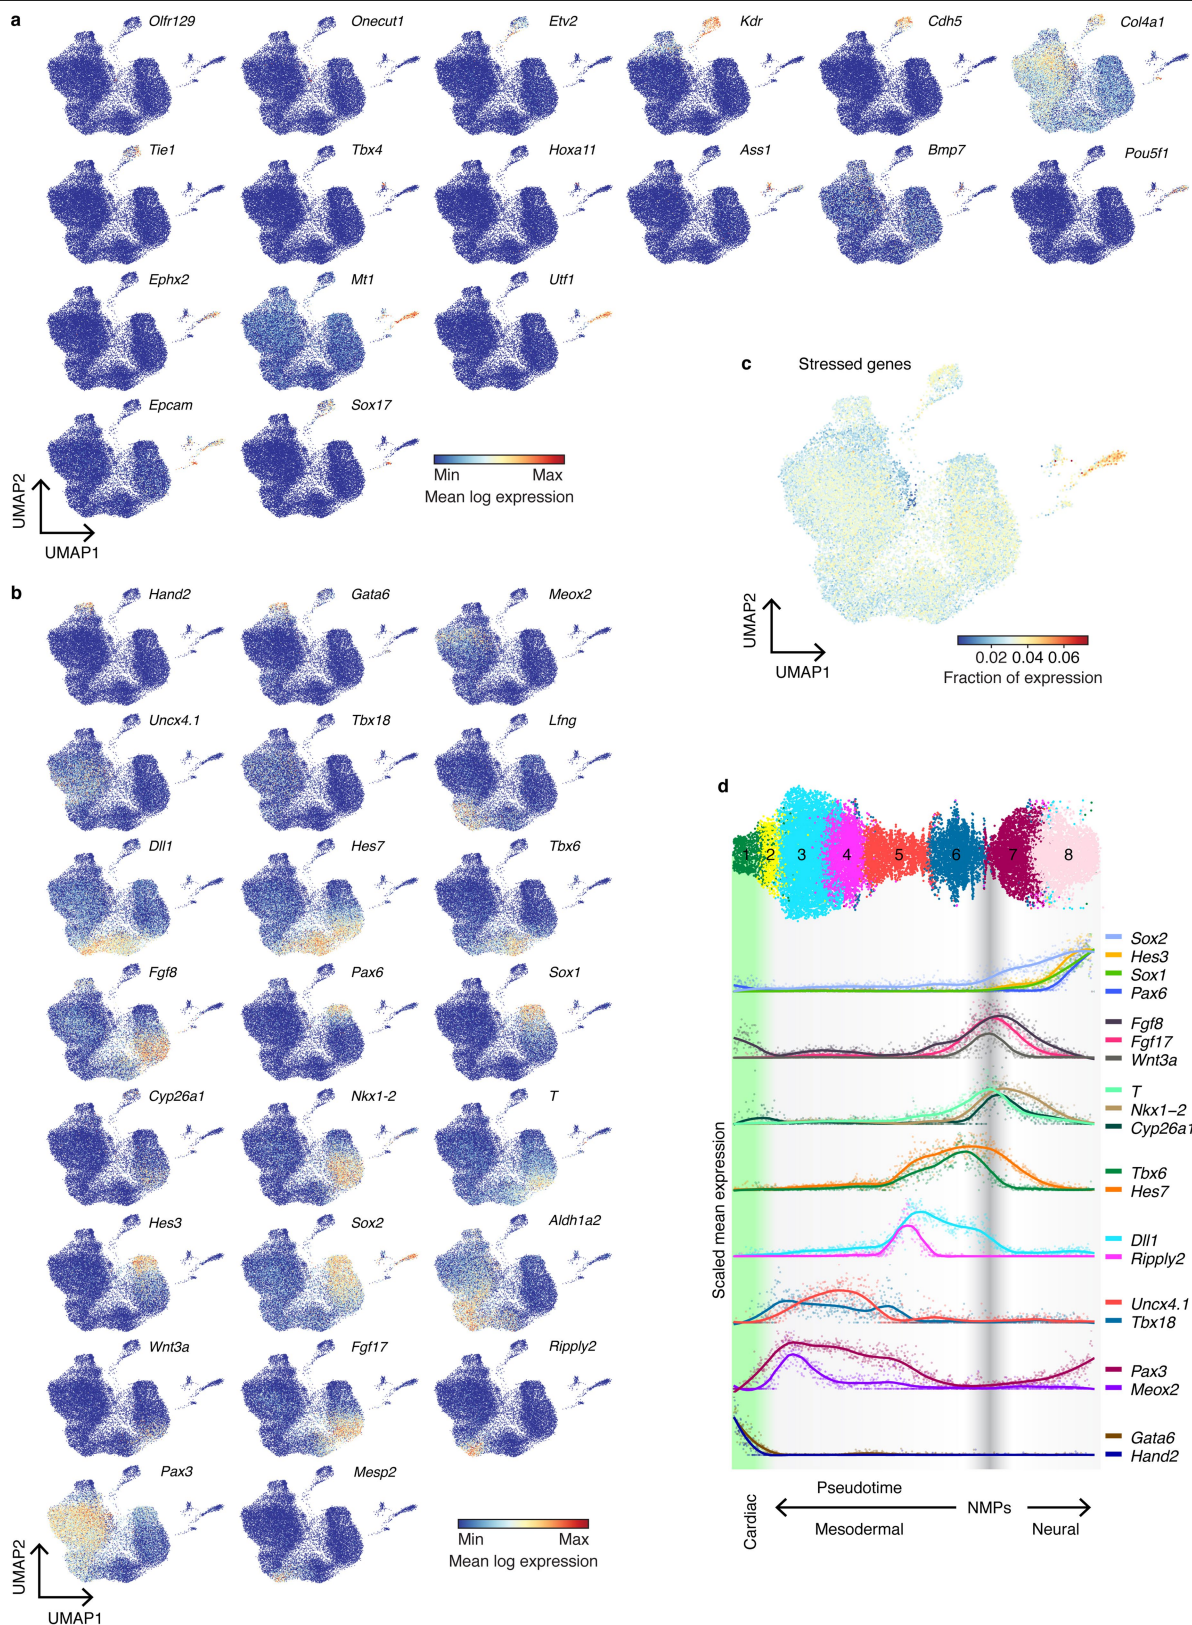 a
Olfr129
Onecut1
Etv2
Kdr
Cdh5
Col4a1
Tie1
Tbx4
Hoxa11
Ass1
Bmp7
Pou5f1
Ephx2
Mt1
Utf1
Epcam
Sox17
Min Max
Mean log expression
UMAP2
UMAP1
b
Hand2
Gata6
Meox2
Uncx4.1
Tbx18
Lfng
Dll1
Hes7
Tbx6
Fgf8
Pax6
Sox1
Cyp26a1
Nkx1-2
T
Hes3
Sox2
Aldh1a2
Wnt3a
Fgf17
Ripply2
Pax3
Mesp2
Min Max
Mean log expression
UMAP2
UMAP1
c
Stressed genes
UMAP2
UMAP1
0.02 0.04 0.06
Fraction of expression
d
1 2 3 4 5 6 7 8
Scaled mean expression
Sox2
Hes3
Sox1
Pax6
Fgf8
Fgf17
Wnt3a
T
Nkx1–2
Cyp26a1
Tbx6
Hes7
Dll1
Ripply2
Uncx4.1
Tbx18
Pax3
Meox2
Gata6
Hand2
Cardiac
Pseudotime
NMPs
Mesodermal
Neural